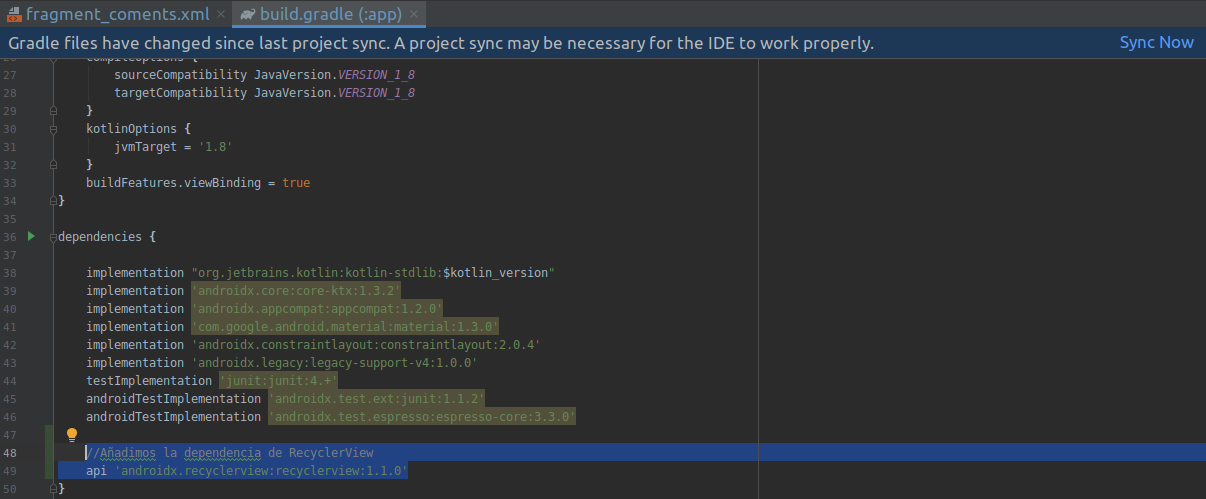 fragment_coments.xml × build.gradle (:app) ×
Gradle files have changed since last project sync. A project sync may be necessary for the IDE to work properly. Sync Now
26 compileOptions {
27 sourceCompatibility JavaVersion.VERSION_1_8
28 targetCompatibility JavaVersion.VERSION_1_8
29 }
30 kotlinOptions {
31 jvmTarget = '1.8'
32 }
33 buildFeatures.viewBinding = true
34 }
35
36 dependencies {
37
38 implementation "org.jetbrains.kotlin:kotlin-stdlib:$kotlin_version"
39 implementation 'androidx.core:core-ktx:1.3.2'
40 implementation 'androidx.appcompat:appcompat:1.2.0'
41 implementation 'com.google.android.material:material:1.3.0'
42 implementation 'androidx.constraintlayout:constraintlayout:2.0.4'
43 implementation 'androidx.legacy:legacy-support-v4:1.0.0'
44 testImplementation 'junit:junit:4.+'
45 androidTestImplementation 'androidx.test.ext:junit:1.1.2'
46 androidTestImplementation 'androidx.test.espresso:espresso-core:3.3.0'
47
48 //Añadimos la dependencia de RecyclerView
49 api 'androidx.recyclerview:recyclerview:1.1.0'
50 }